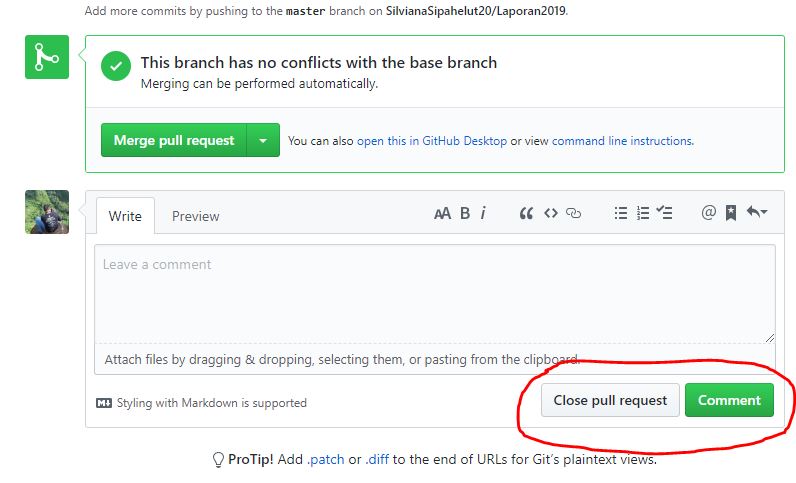 Add more commits by pushing to the master branch on SilvianaSipahelut20/Laporan2019.
This branch has no conflicts with the base branch
Merging can be performed automatically.
Merge pull request You can also open this in GitHub Desktop or view command line instructions.
Write Preview AA B i @
Leave a comment
Attach files by dragging & dropping, selecting them, or pasting from the clipboard.
Styling with Markdown is supported Close pull request Comment
ProTip! Add .patch or .diff to the end of URLs for Git's plaintext views.